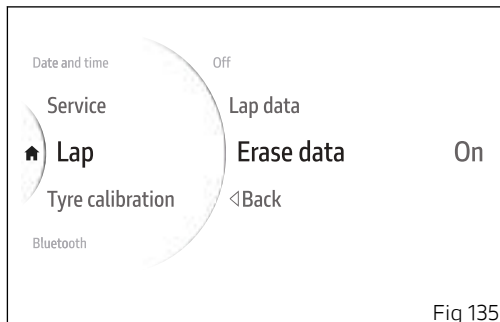 Date and time
Off
Service
Lap data
Lap
Erase data
On
Tyre calibration
◁Back
Bluetooth
Fig 135